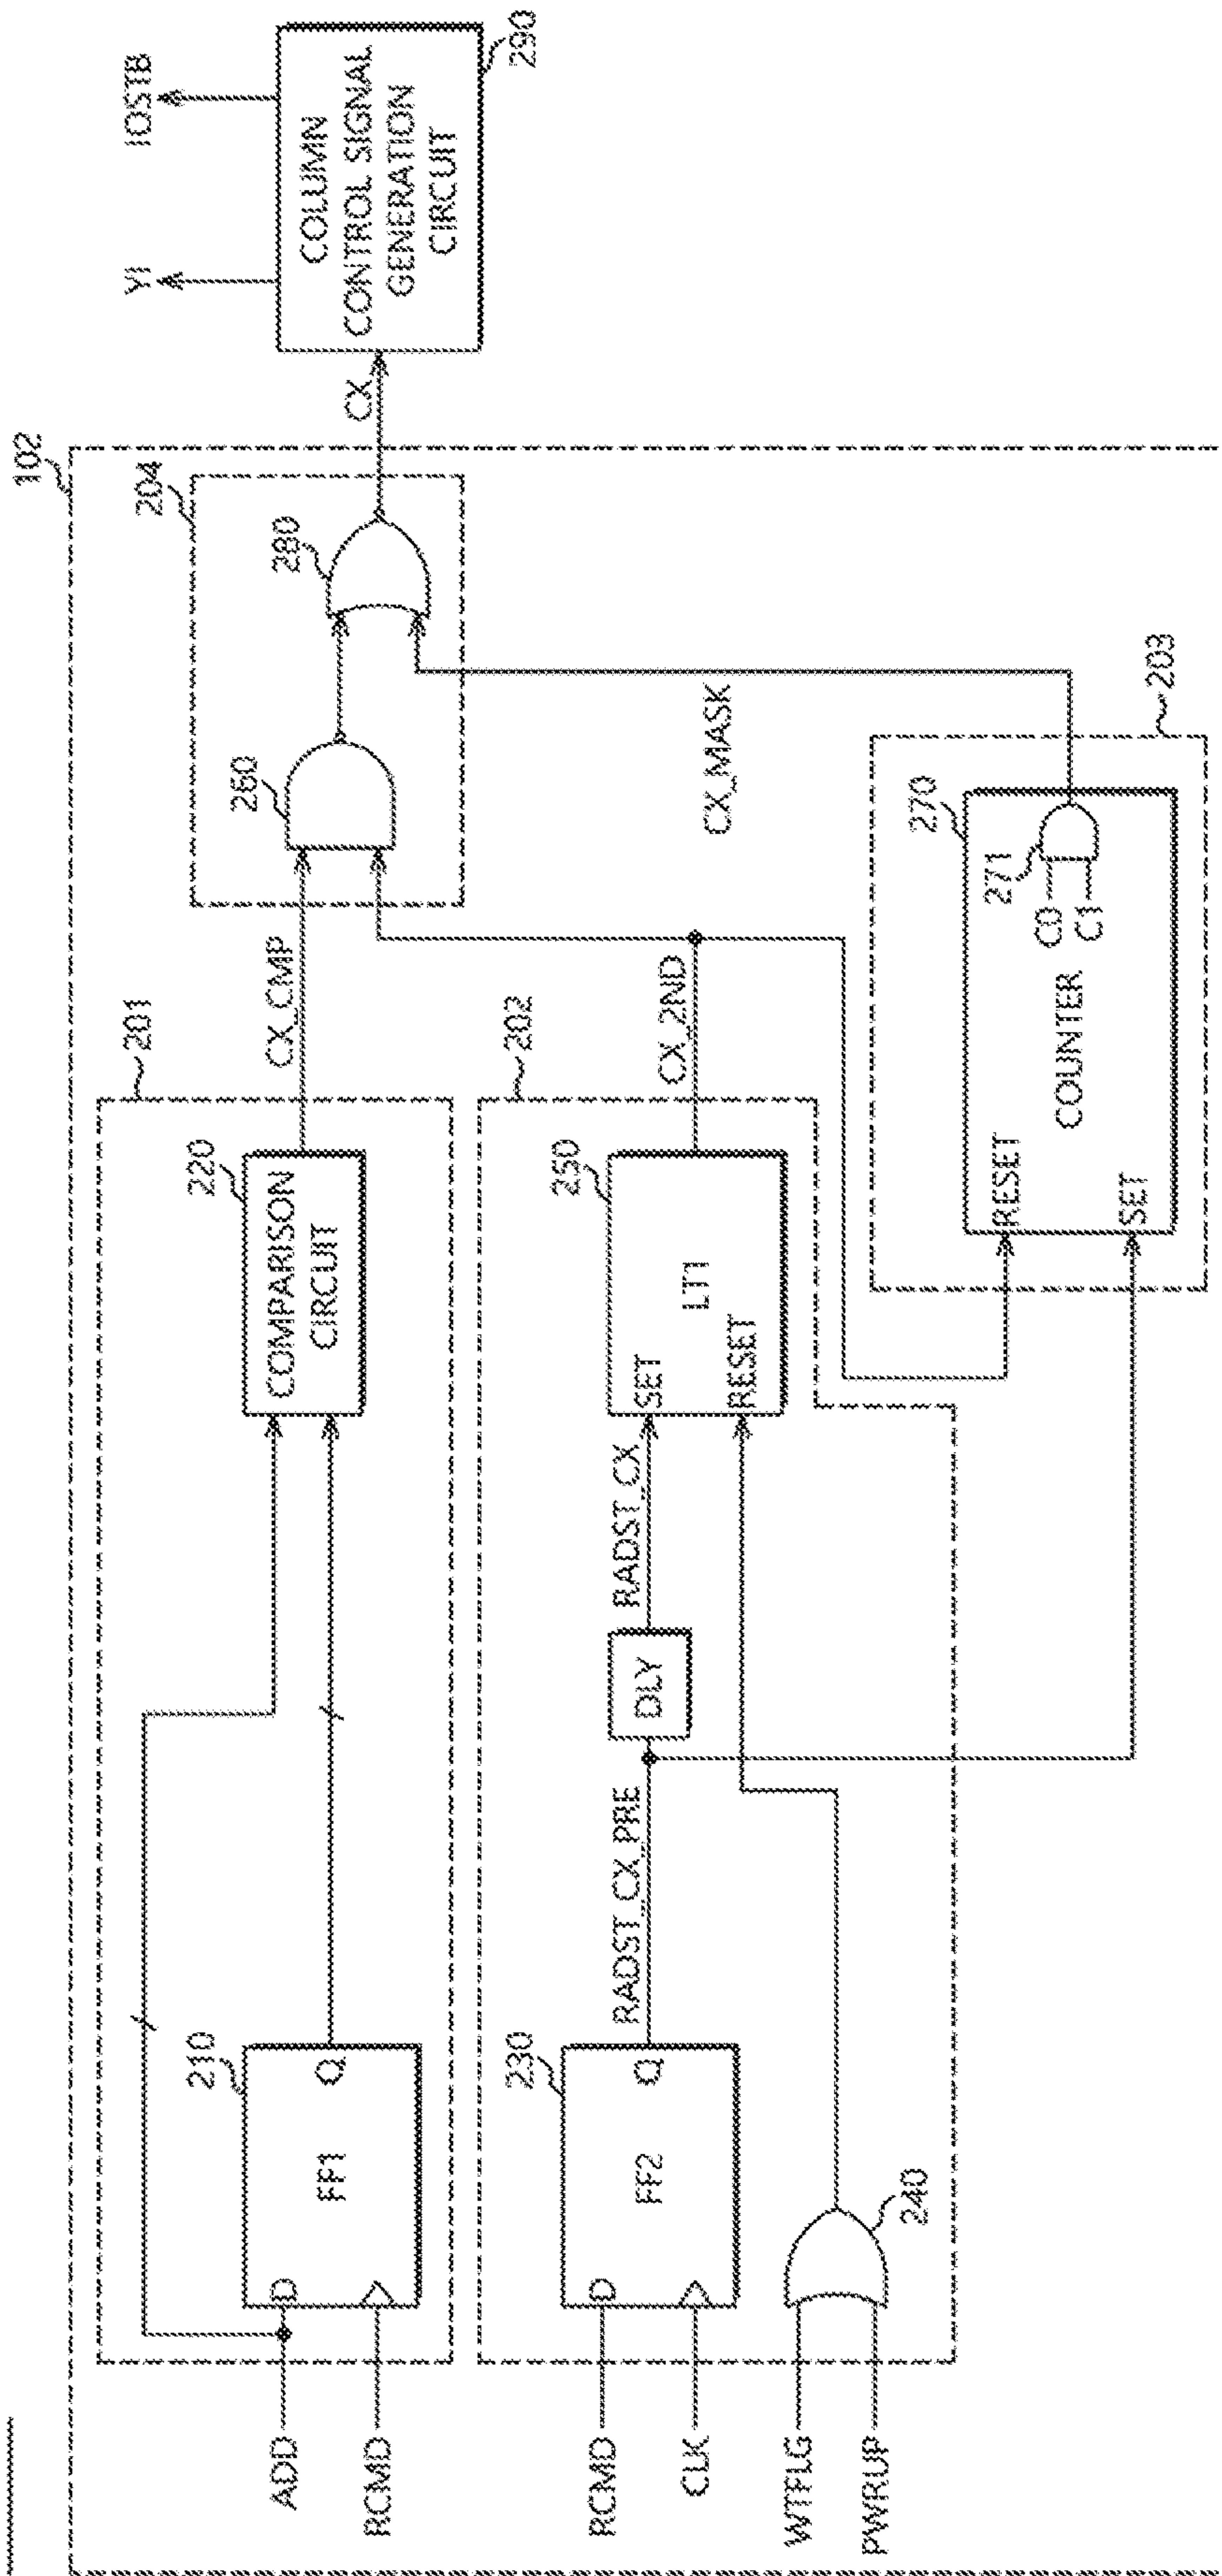 102
201
ADD
RCMD
D
FF1
Q
210
COMPARISON
CIRCUIT
220
CX_CMP
204
260
280
CX
COLUMN
CONTROL SIGNAL
GENERATION
CIRCUIT
290
YI
IOSTB
202
RCMD
CLK
D
FF2
Q
230
RADST_CX_PRE
DLY
RADST_CX
SET
LT1
RESET
250
CX_2ND
CX_MASK
WTFLG
PWRUP
240
203
RESET
SET
COUNTER
C0
C1
271
270